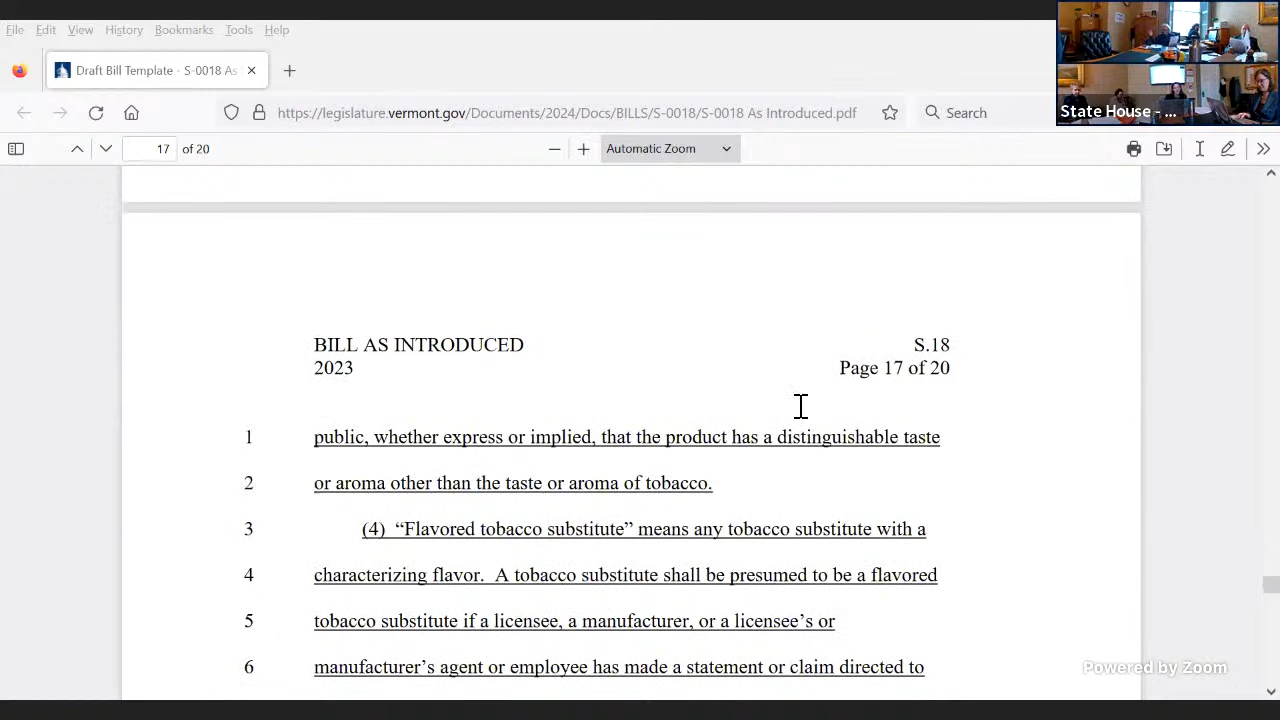 File Edit View History Bookmarks Tools Help
Draft Bill Template - S-0018 As
https://legislature.vermont.gov/Documents/2024/Docs/BILLS/S-0018/S-0018 As Introduced.pdf
Search
State House - ...
17 of 20
Automatic Zoom
BILL AS INTRODUCED S.18
2023 Page 17 of 20
1 public, whether express or implied, that the product has a distinguishable taste
2 or aroma other than the taste or aroma of tobacco.
3 (4) “Flavored tobacco substitute” means any tobacco substitute with a
4 characterizing flavor. A tobacco substitute shall be presumed to be a flavored
5 tobacco substitute if a licensee, a manufacturer, or a licensee’s or
6 manufacturer’s agent or employee has made a statement or claim directed to
Powered by Zoom